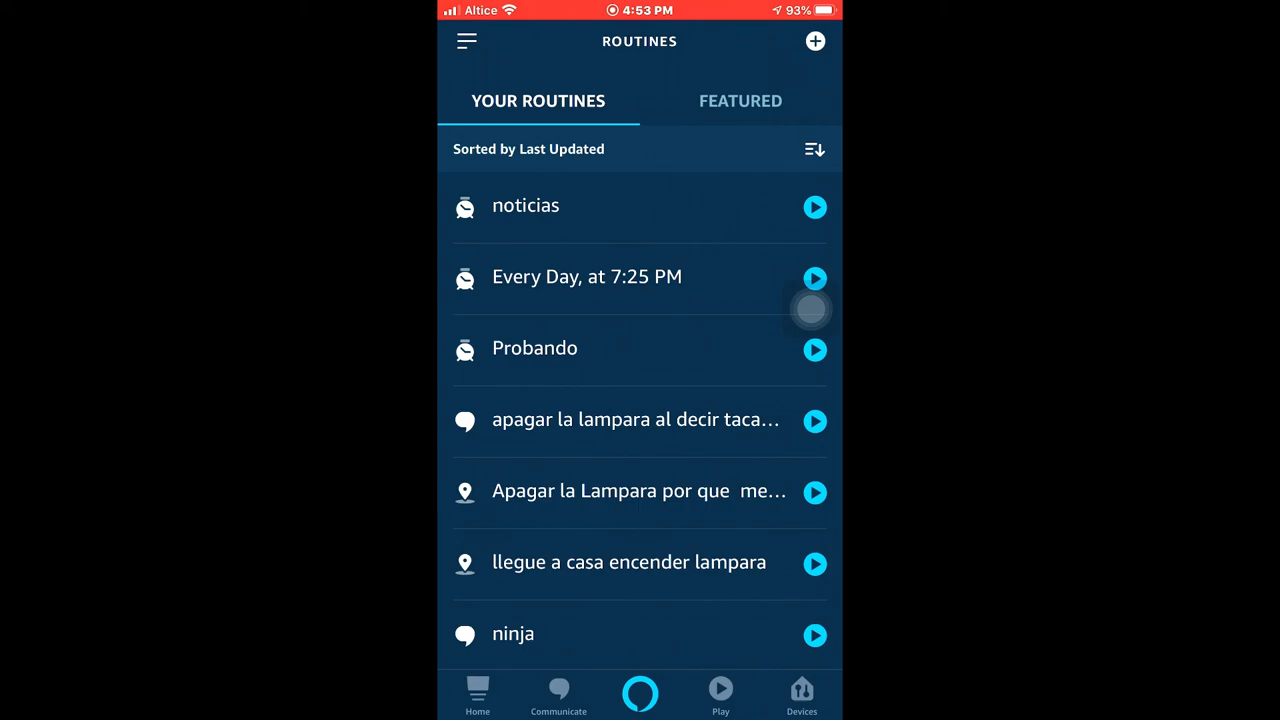 Altice 4:53 PM 93%
ROUTINES
YOUR ROUTINES FEATURED
Sorted by Last Updated
noticias
Every Day, at 7:25 PM
Probando
apagar la lampara al decir taca...
Apagar la Lampara por que me...
llegue a casa encender lampara
ninja
Home Communicate Play Devices